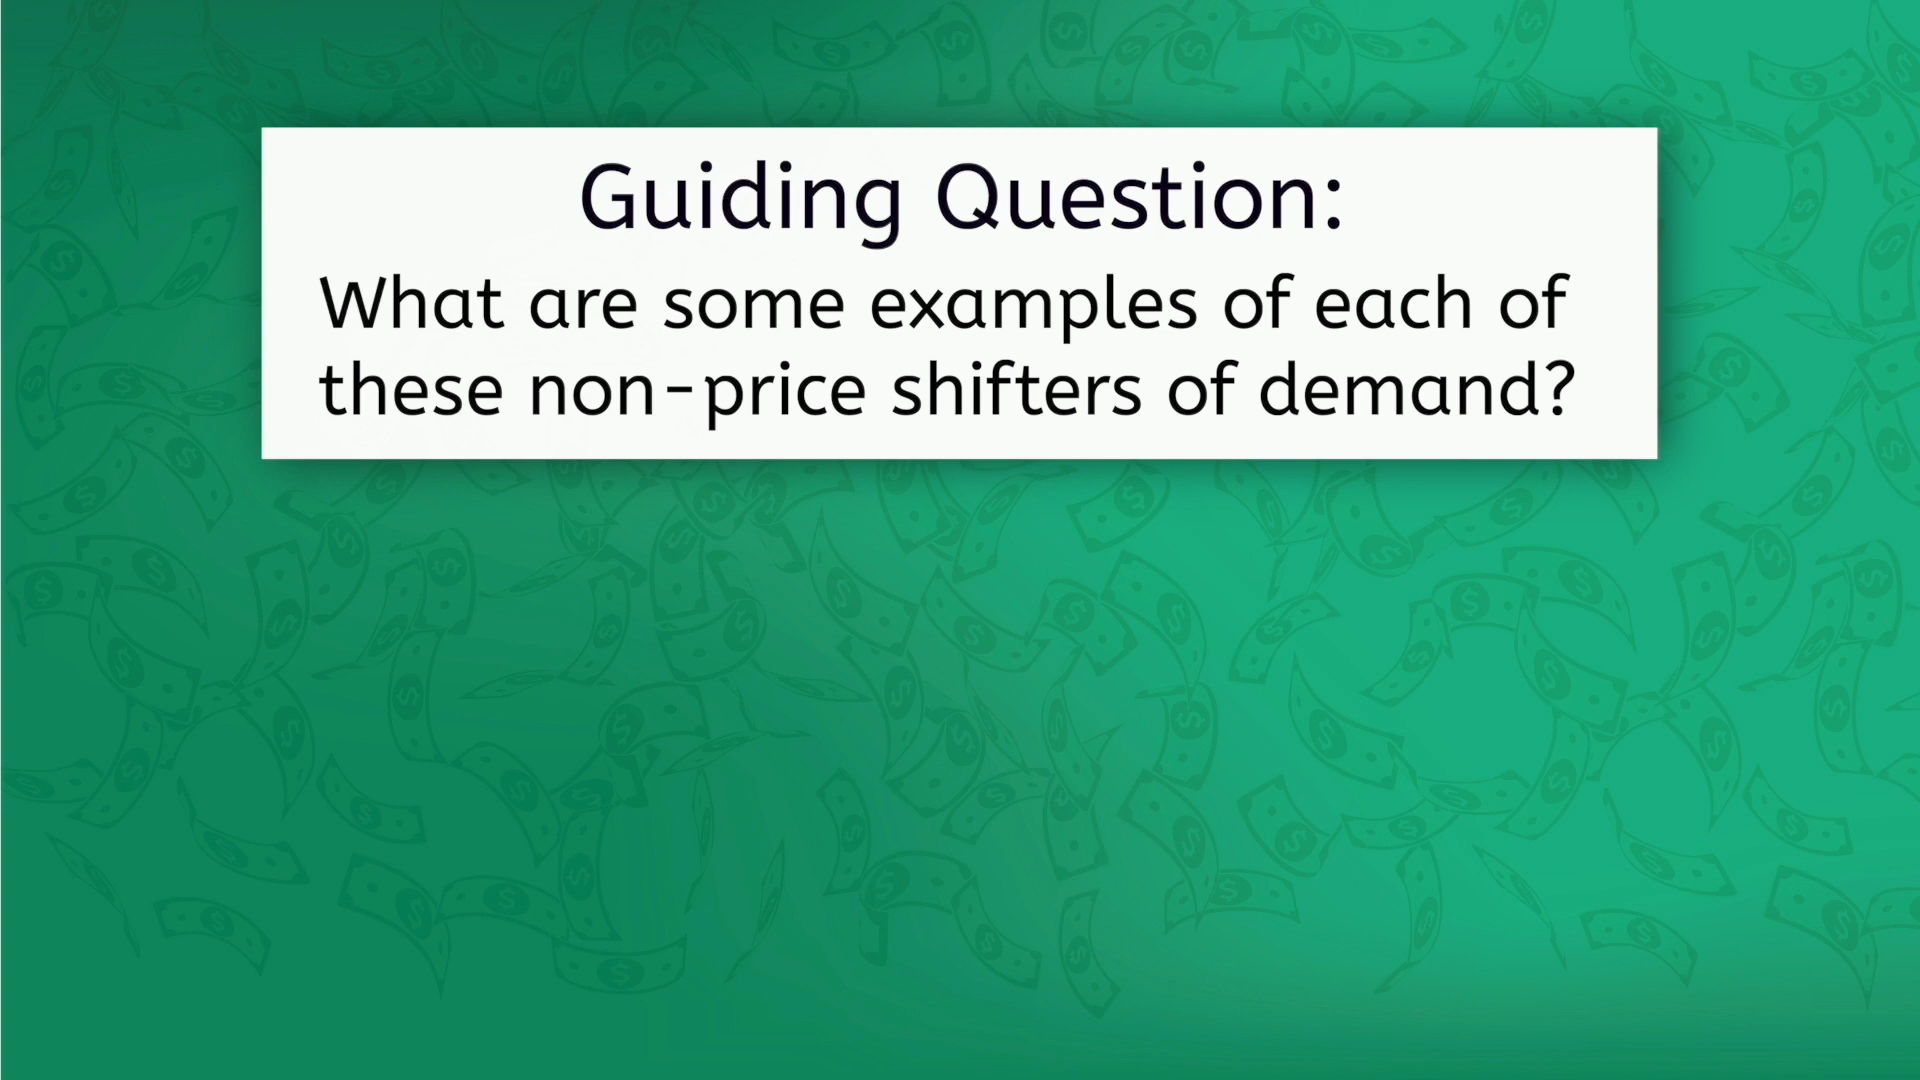 Guiding Question:
What are some examples of each of
these non-price shifters of demand?